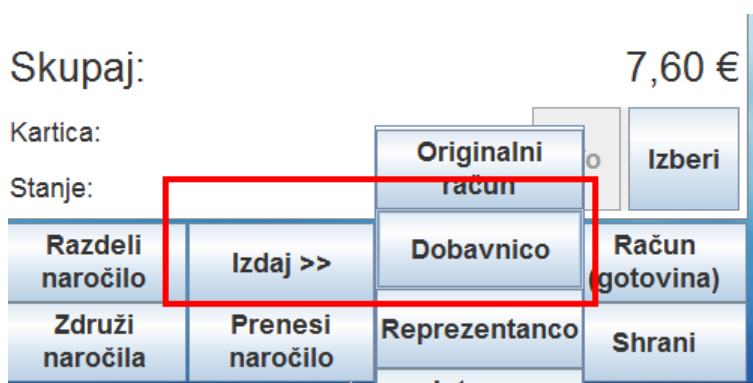 Skupaj: 7,60 €
Kartica:
Originalni
račun
Izberi
Stanje:
Razdeli
naročilo
Izdaj >>
Dobavnico
Račun
(gotovina)
Združi
naročila
Prenesi
naročilo
Reprezentanco
Shrani